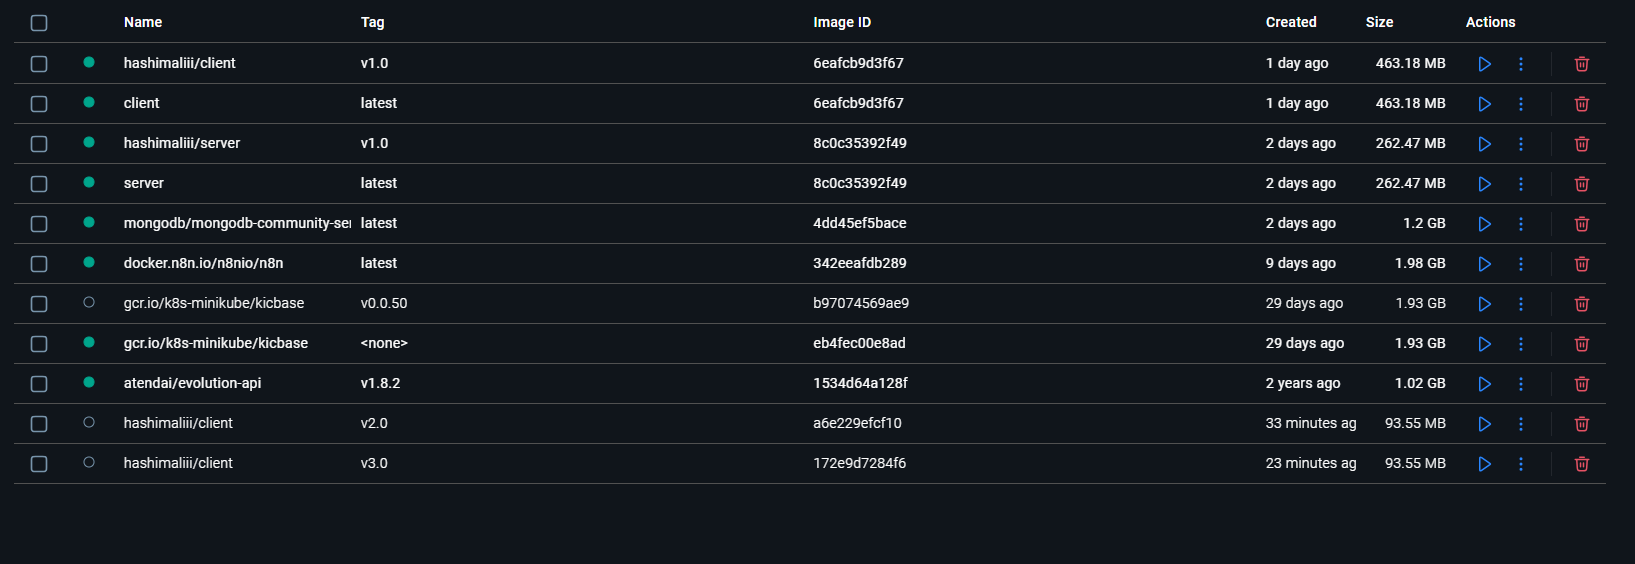 Name Tag Image ID Created Size Actions
hashimaliii/client v1.0 6eafcb9d3f67 1 day ago 463.18 MB
client latest 6eafcb9d3f67 1 day ago 463.18 MB
hashimaliii/server v1.0 8c0c35392f49 2 days ago 262.47 MB
server latest 8c0c35392f49 2 days ago 262.47 MB
mongodb/mongodb-community-ser latest 4dd45ef5bace 2 days ago 1.2 GB
docker.n8n.io/n8nio/n8n latest 342eeafdb289 9 days ago 1.98 GB
gcr.io/k8s-minikube/kicbase v0.0.50 b97074569ae9 29 days ago 1.93 GB
gcr.io/k8s-minikube/kicbase <none> eb4fec00e8ad 29 days ago 1.93 GB
atendai/evolution-api v1.8.2 1534d64a128f 2 years ago 1.02 GB
hashimaliii/client v2.0 a6e229efcf10 33 minutes ag 93.55 MB
hashimaliii/client v3.0 172e9d7284f6 23 minutes ag 93.55 MB